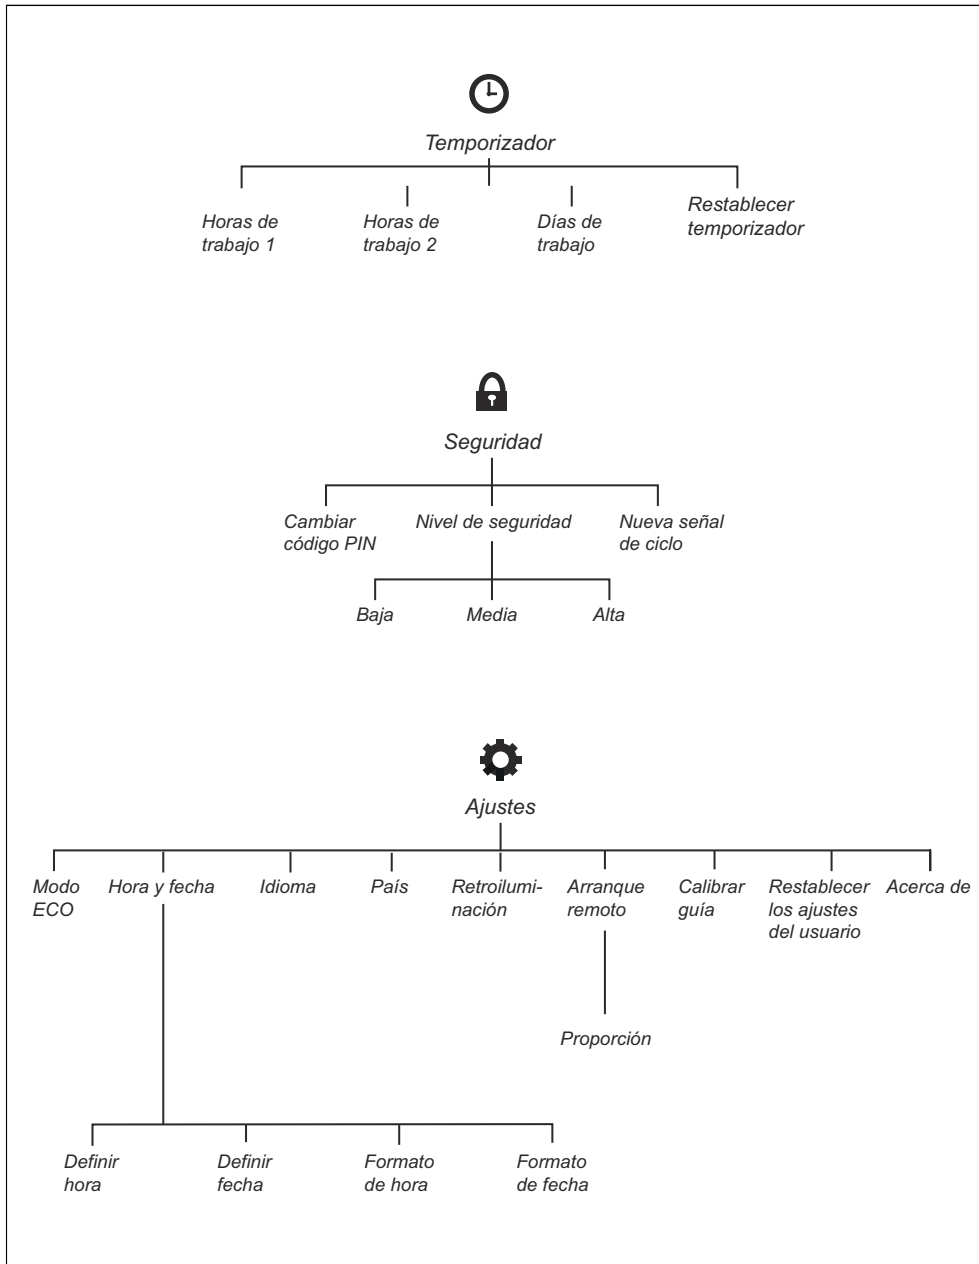 Temporizador
Horas de
trabajo 1
Horas de
trabajo 2
Días de
trabajo
Restablecer
temporizador
Seguridad
Cambiar
código PIN
Nivel de seguridad
Nueva señal
de ciclo
Baja
Media
Alta
Ajustes
Modo
ECO
Hora y fecha
Idioma
País
Retroilumi-
nación
Arranque
remoto
Calibrar
guía
Restablecer
los ajustes
del usuario
Acerca de
Proporción
Definir
hora
Definir
fecha
Formato
de hora
Formato
de fecha